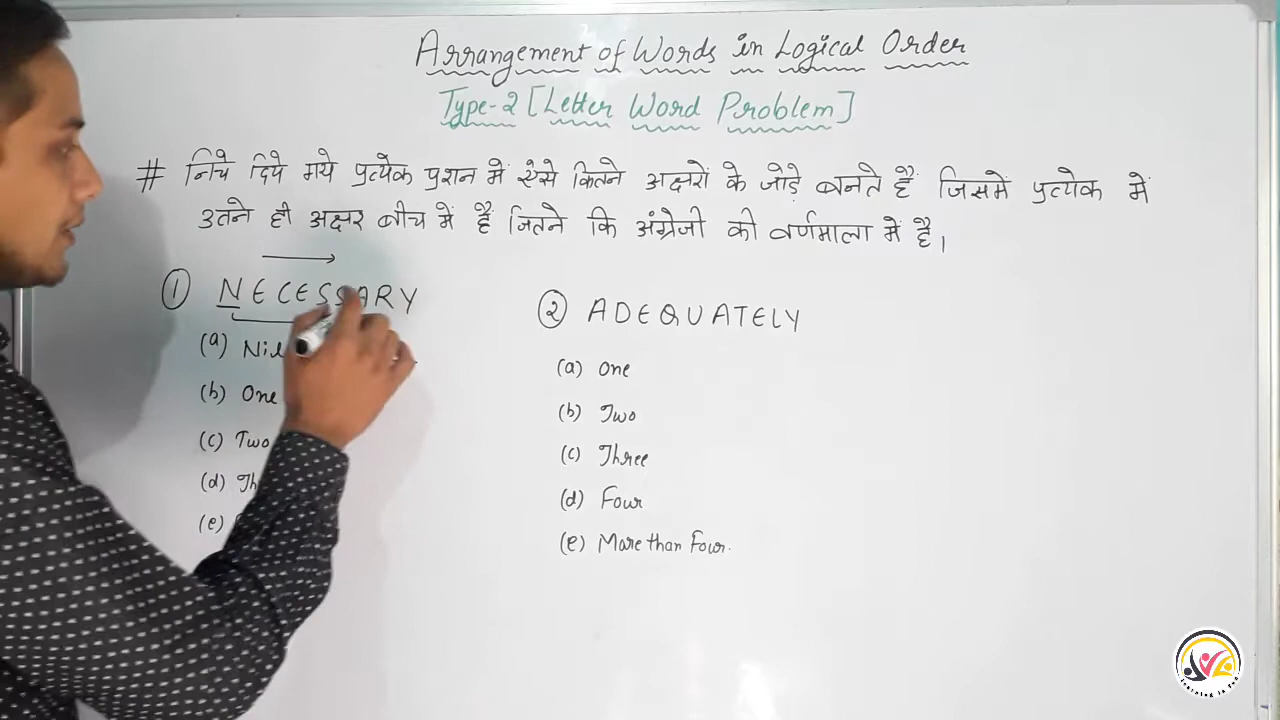 Arrangement of Words in Logical Order
Type-2 [Letter Word Problem]
# निचे दिये गये प्रत्येक प्रशन में ऐसे कितने अक्षरों के जोड़े बनते हैं जिसमें प्रत्येक में
उतने ही अक्षर बीच में हैं जितने कि अंग्रेजी की वर्णमाला में है।
① NECESSARY
(a) Nil
(b) One
(c) Two
(d)
(e)
② ADEQUATELY
(a) One
(b) Two
(c) Three
(d) Four
(e) More than Four.